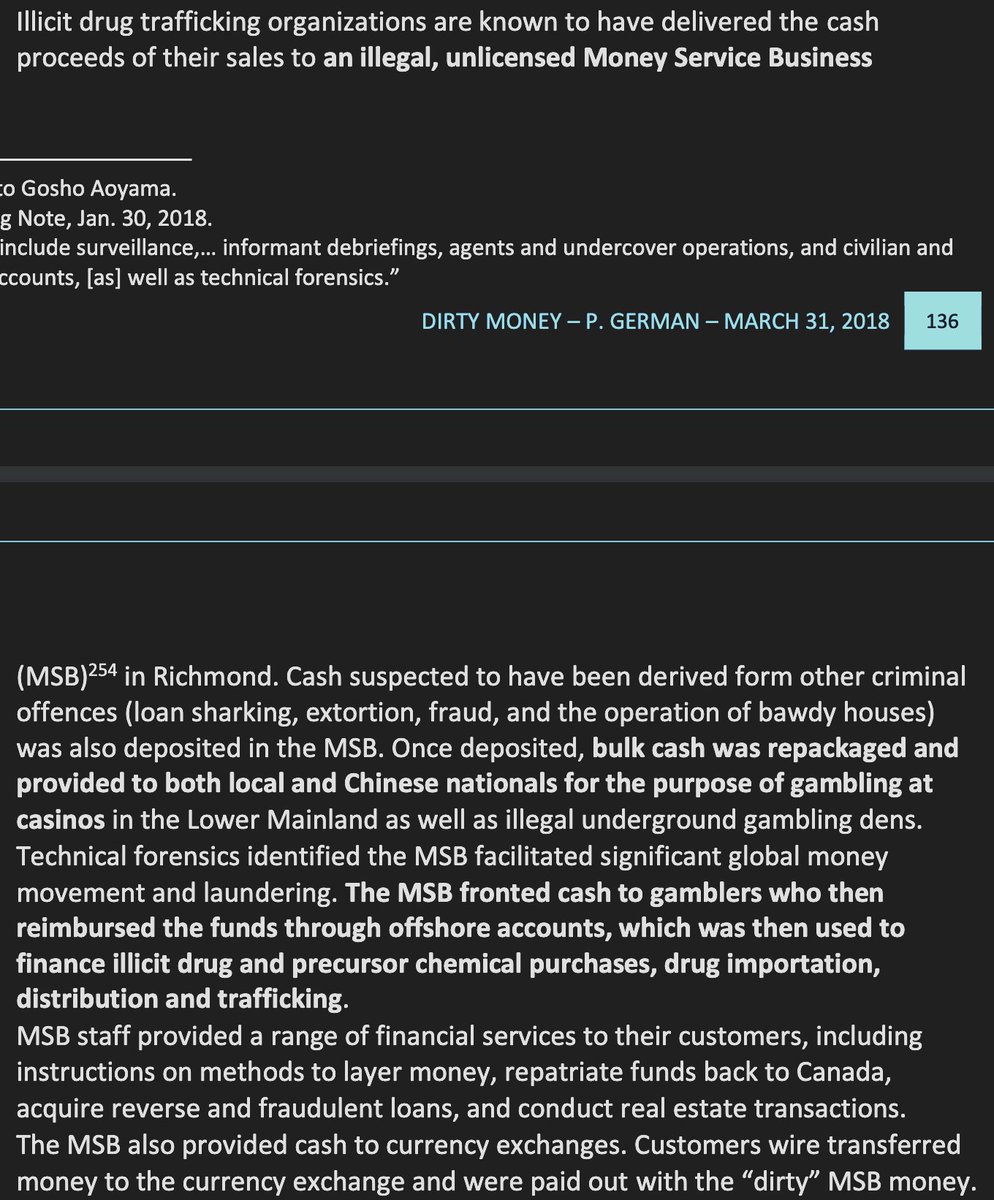 Illicit drug trafficking organizations are known to have delivered the cash
proceeds of their sales to an illegal, unlicensed Money Service Business
to Gosho Aoyama.
g Note, Jan. 30, 2018.
include surveillance,... informant debriefings, agents and undercover operations, and civilian and
ccounts, [as] well as technical forensics.”
DIRTY MONEY – P. GERMAN – MARCH 31, 2018 136
(MSB)254 in Richmond. Cash suspected to have been derived form other criminal
offences (loan sharking, extortion, fraud, and the operation of bawdy houses)
was also deposited in the MSB. Once deposited, bulk cash was repackaged and
provided to both local and Chinese nationals for the purpose of gambling at
casinos in the Lower Mainland as well as illegal underground gambling dens.
Technical forensics identified the MSB facilitated significant global money
movement and laundering. The MSB fronted cash to gamblers who then
reimbursed the funds through offshore accounts, which was then used to
finance illicit drug and precursor chemical purchases, drug importation,
distribution and trafficking.
MSB staff provided a range of financial services to their customers, including
instructions on methods to layer money, repatriate funds back to Canada,
acquire reverse and fraudulent loans, and conduct real estate transactions.
The MSB also provided cash to currency exchanges. Customers wire transferred
money to the currency exchange and were paid out with the “dirty” MSB money.